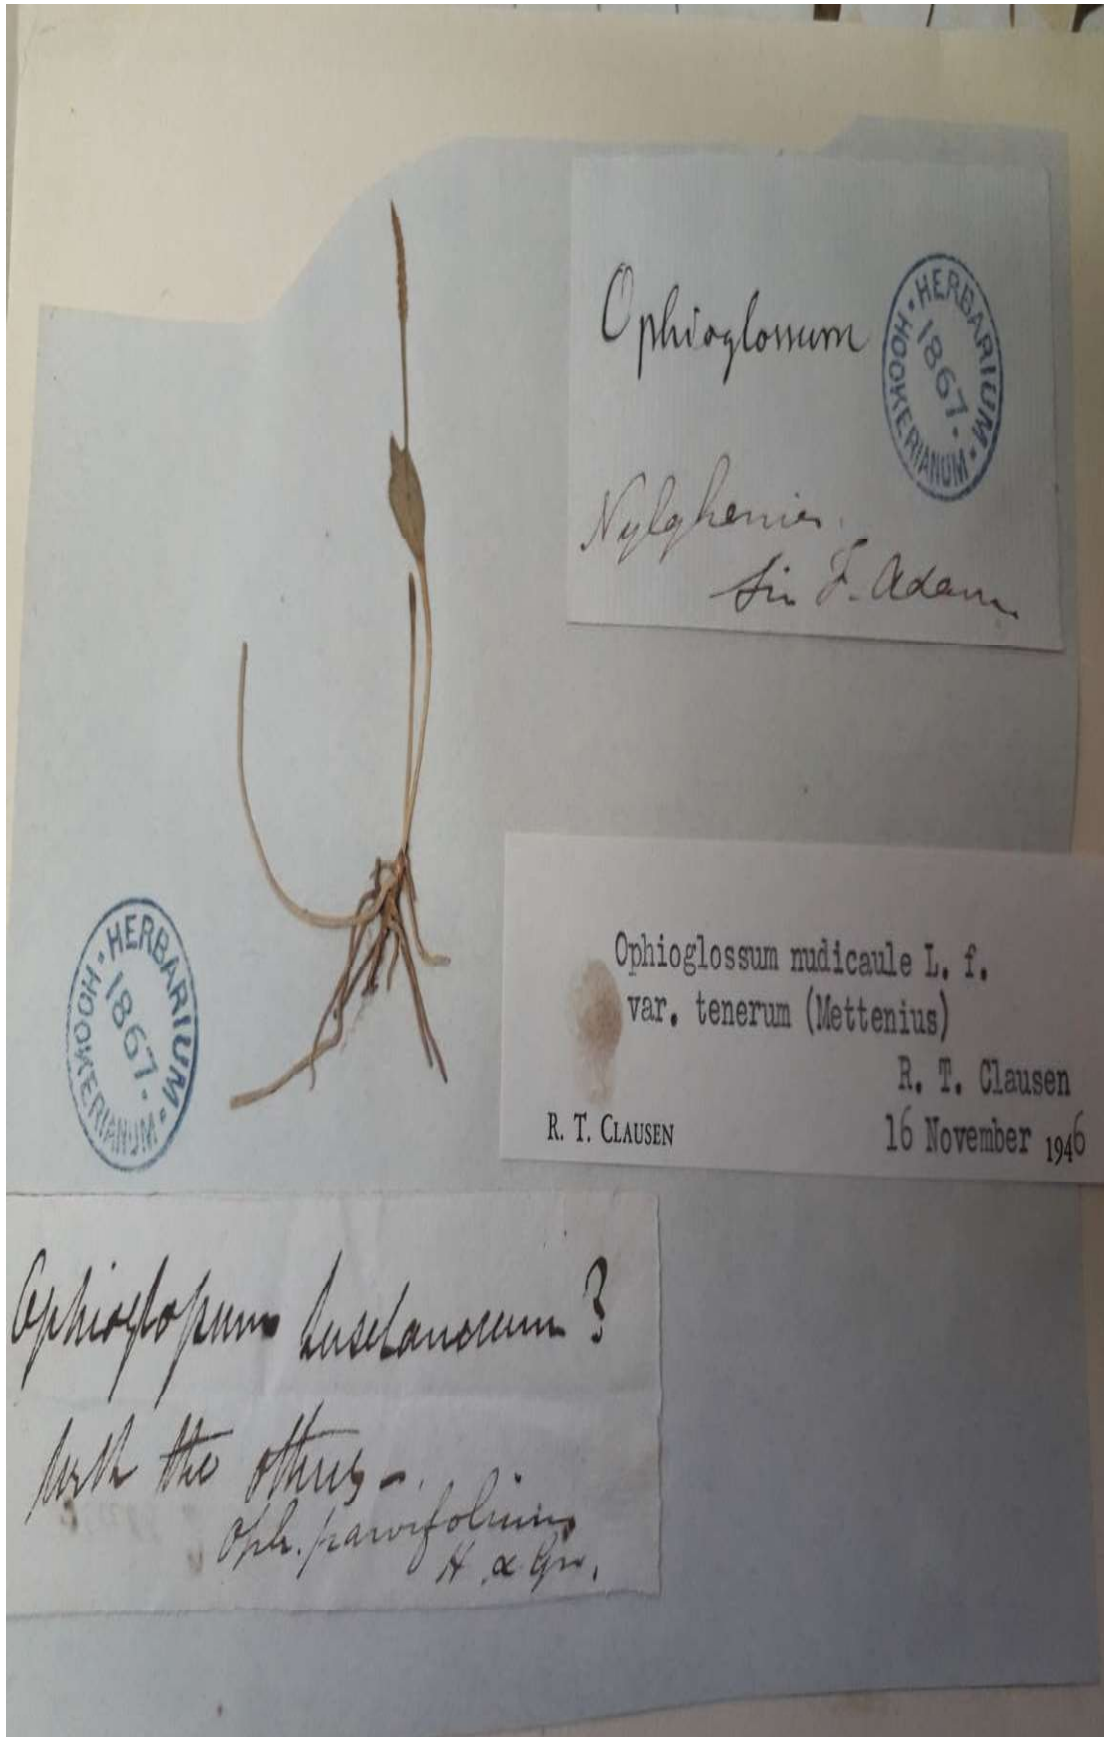 Ophioglossum
HERBARIUM HOOKERIANUM
1867.
Nylgherries.
Sir F. Adam
Ophioglossum nudicaule L. f.
var. tenerum (Mettenius)
R. T. Clausen
R. T. CLAUSEN
16 November 1946
HERBARIUM HOOKERIANUM
1867.
Ophioglossum lusitanicum ?
with the others -
Oph. parvifolium
H. & Gr.